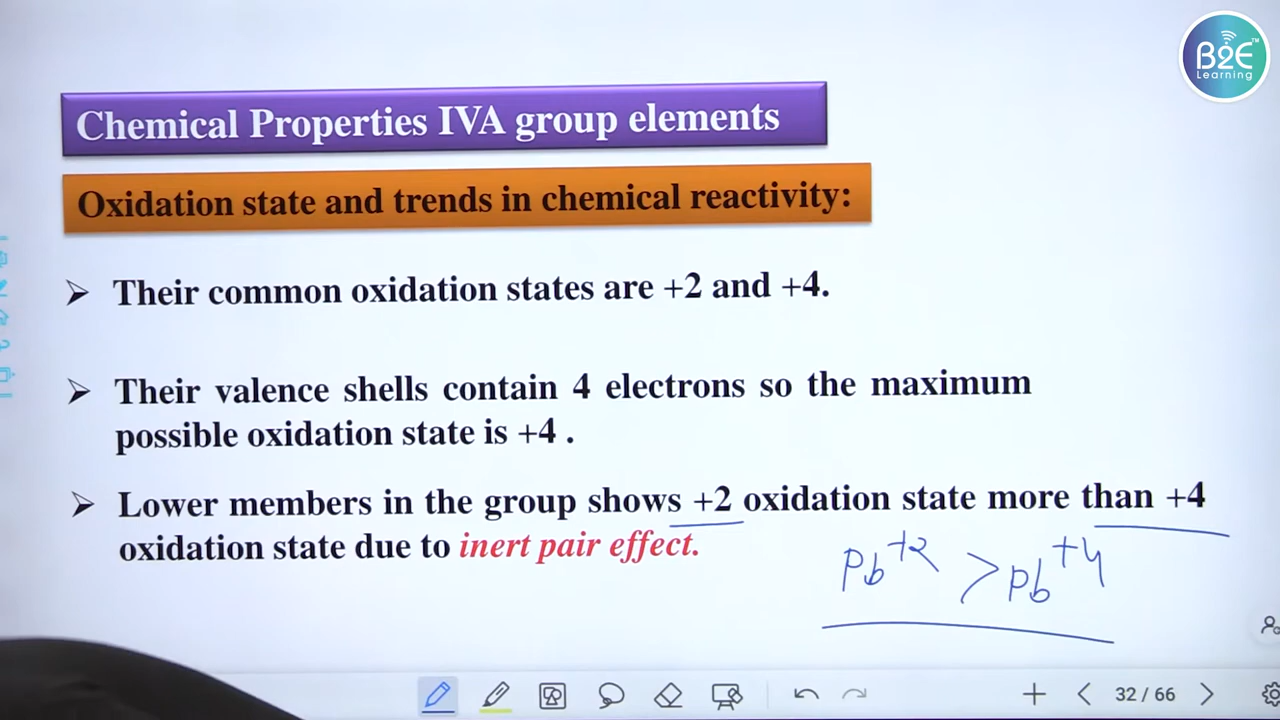 B2E
™
Learning
Chemical Properties IVA group elements
Oxidation state and trends in chemical reactivity:
➢ Their common oxidation states are +2 and +4.
➢ Their valence shells contain 4 electrons so the maximum
possible oxidation state is +4 .
➢ Lower members in the group shows +2 oxidation state more than +4
oxidation state due to inert pair effect.
Pb+2 > pb+4
32 / 66